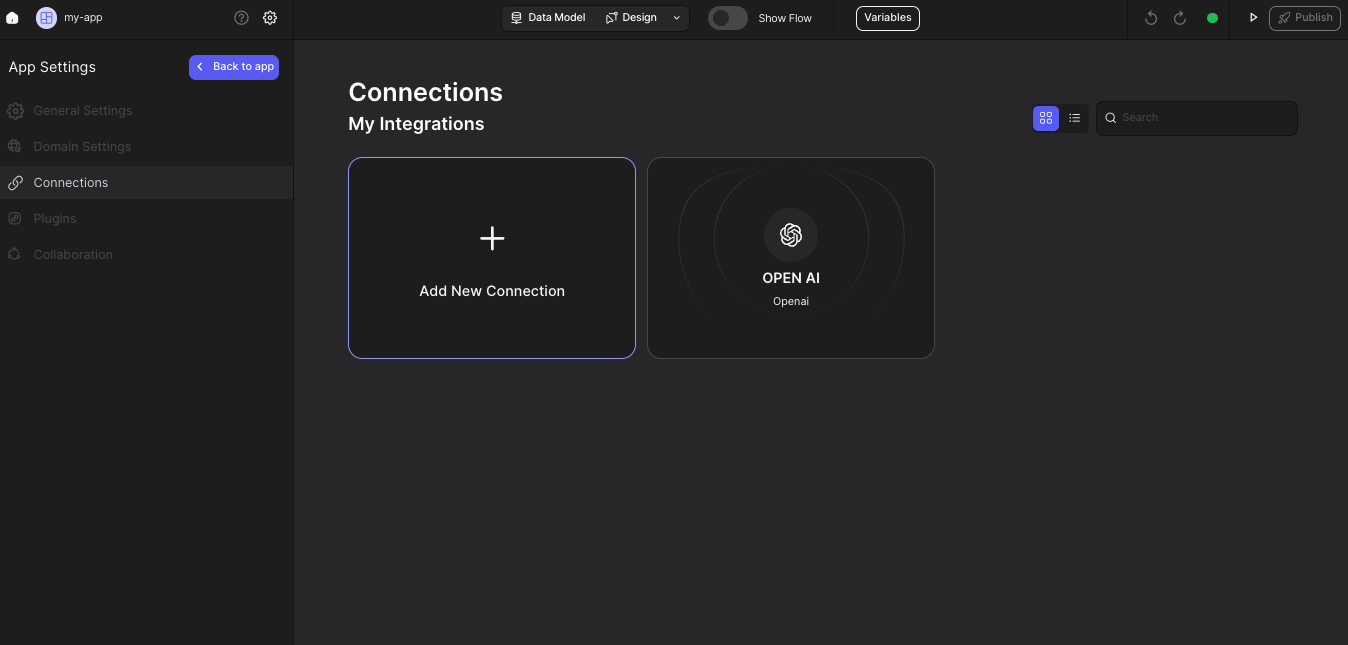 my-app
Data Model
Design
Show Flow
Variables
Publish
App Settings
Back to app
General Settings
Domain Settings
Connections
Plugins
Collaboration
Connections
My Integrations
Search
Add New Connection
OPEN AI
Openai